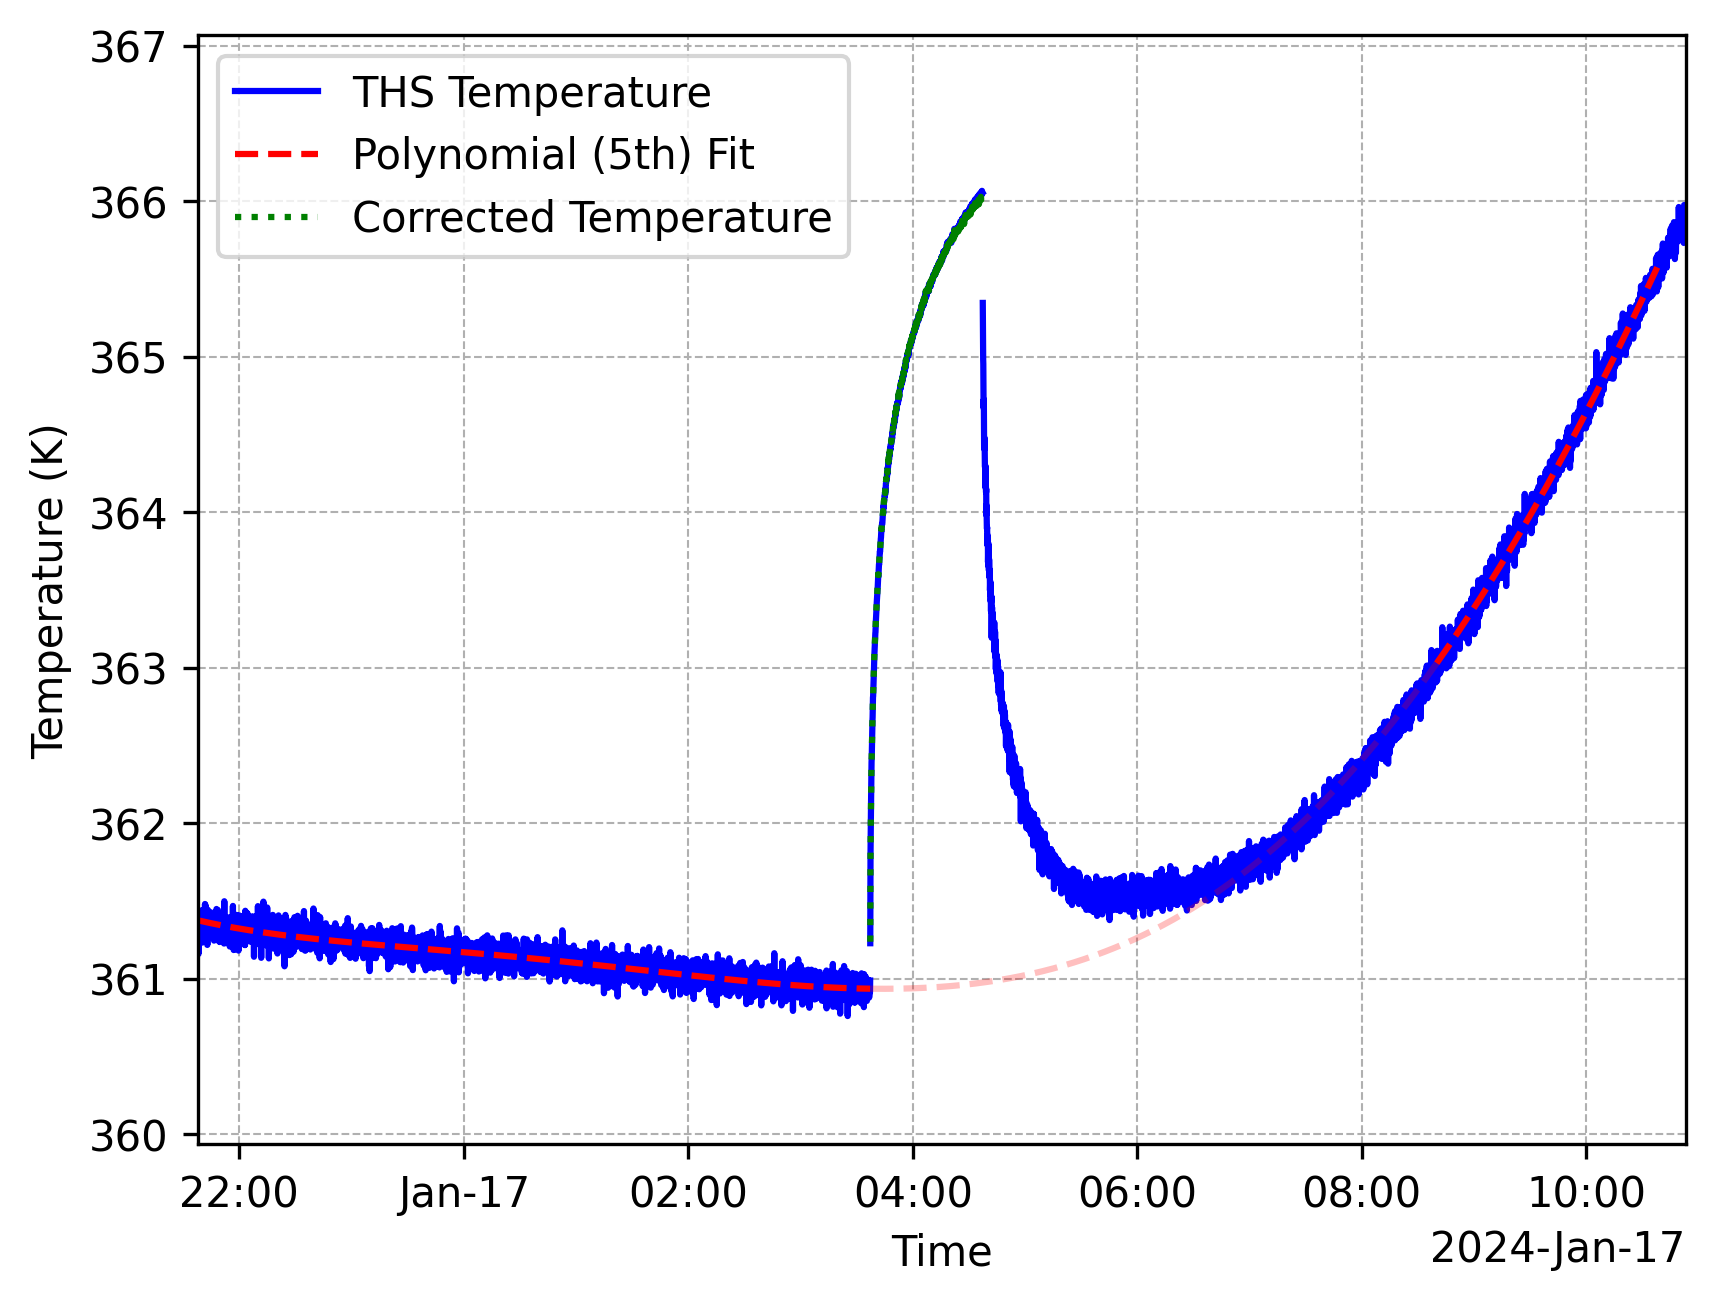 367
366
365
364
363
362
361
360
Temperature (K)
THS Temperature
Polynomial (5th) Fit
Corrected Temperature
22:00 Jan-17 02:00 04:00 06:00 08:00 10:00
Time
2024-Jan-17